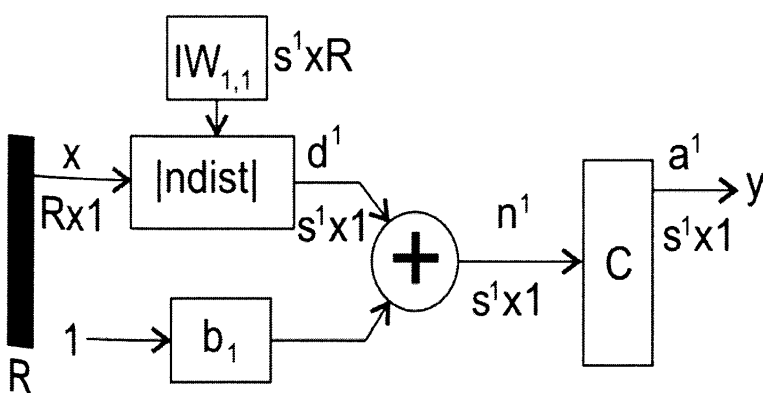 IW₁,₁ s¹xR
x |ndist| d¹
Rx1 s¹x1
n¹ a¹
+ C y
s¹x1 s¹x1
1 b₁
R